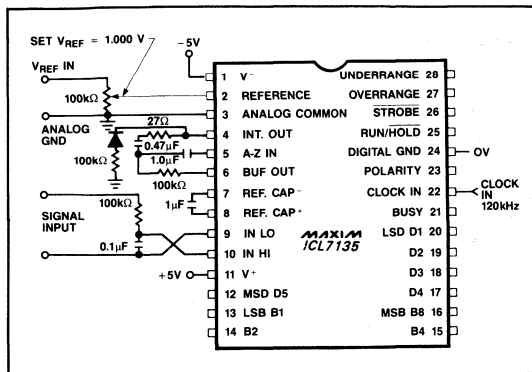 SET VREF = 1.000 V
VREF IN
100kΩ
ANALOG
GND
-5V
27Ω
0.47μF
1.0μF
100kΩ
100kΩ
1μF
SIGNAL
INPUT
100kΩ
0.1μF
+5V
1 V⁻
2 REFERENCE
3 ANALOG COMMON
4 INT. OUT
5 A-Z IN
6 BUF OUT
7 REF. CAP⁻
8 REF. CAP⁺
9 IN LO
10 IN HI
11 V⁺
12 MSD D5
13 LSB B1
14 B2
MAXIM
ICL7135
UNDERRANGE 28
OVERRANGE 27
STROBE 26
RUN/HOLD 25
DIGITAL GND 24
POLARITY 23
CLOCK IN 22
BUSY 21
LSD D1 20
D2 19
D3 18
D4 17
MSB B8 16
B4 15
0V
CLOCK
IN
120kHz